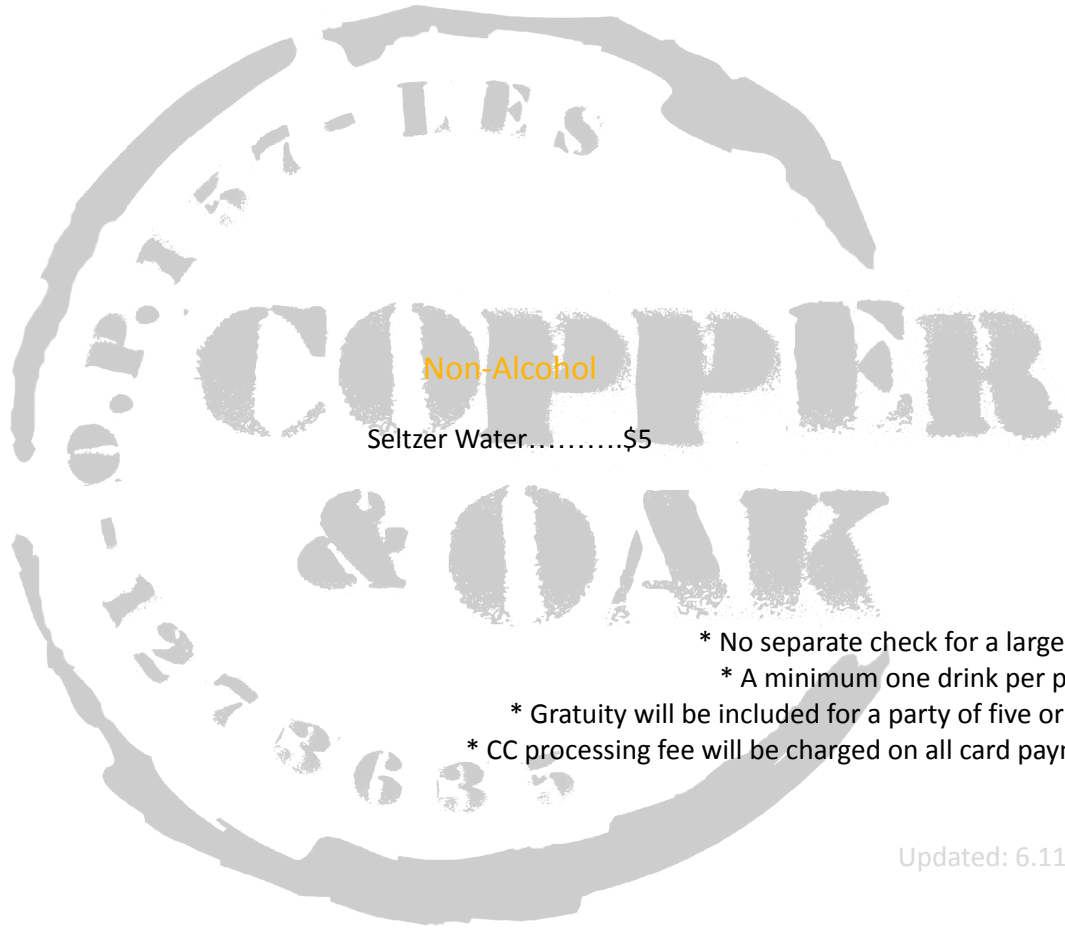 O.P.157-LES
COPPER
Non-Alcohol
Seltzer Water……….$5
& OAK
* No separate check for a large
* A minimum one drink per p
* Gratuity will be included for a party of five or
* CC processing fee will be charged on all card payr
1273635
Updated: 6.11